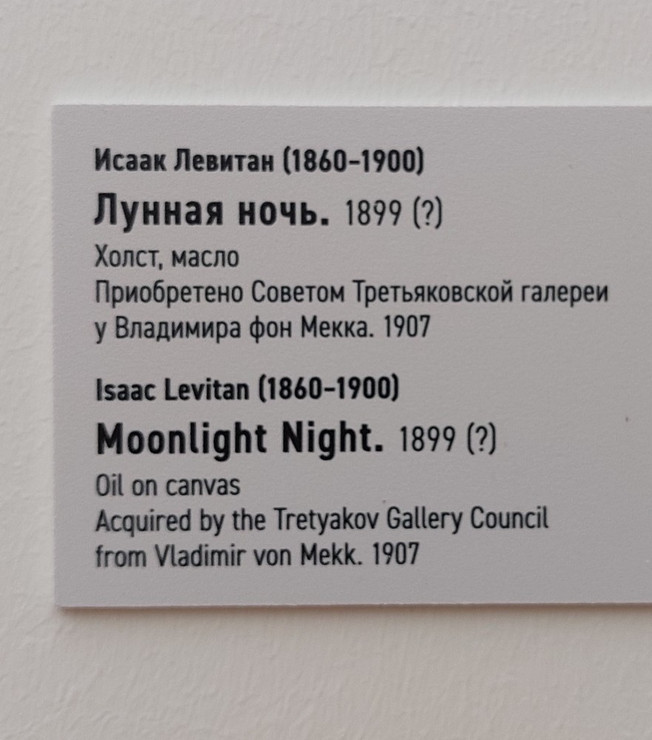 Исаак Левитан (1860–1900)
Лунная ночь. 1899 (?)
Холст, масло
Приобретено Советом Третьяковской галереи
у Владимира фон Мекка. 1907
Isaac Levitan (1860–1900)
Moonlight Night. 1899 (?)
Oil on canvas
Acquired by the Tretyakov Gallery Council
from Vladimir von Mekk. 1907